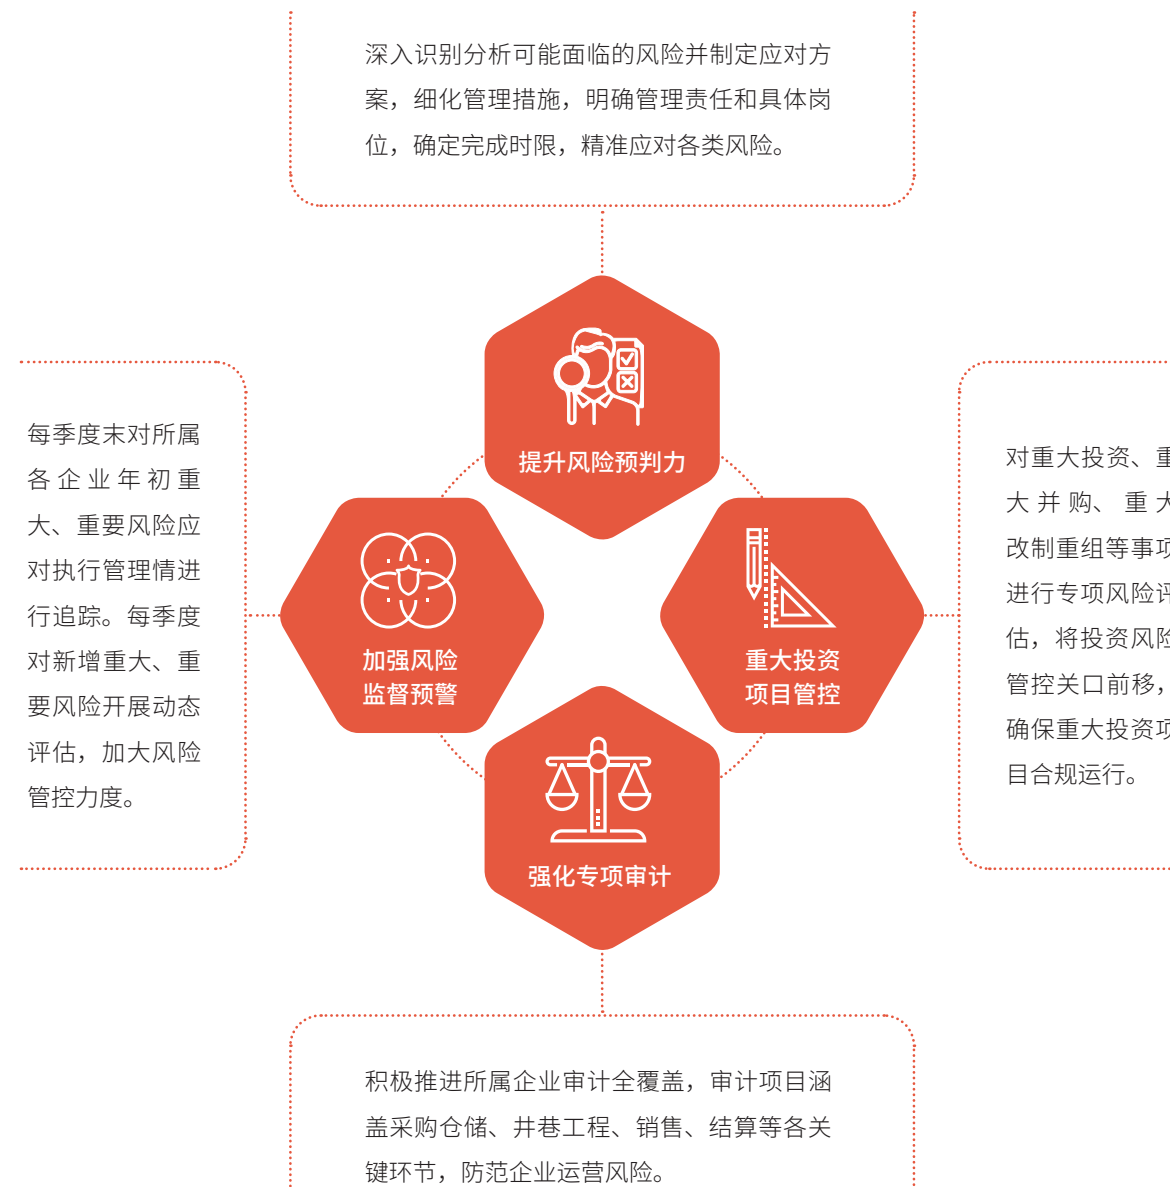 深入识别分析可能面临的风险并制定应对方
案，细化管理措施，明确管理责任和具体岗
位，确定完成时限，精准应对各类风险。
提升风险预判力
每季度末对所属
各企业年初重
大、重要风险应
对执行管理情进
行追踪。每季度
对新增重大、重
要风险开展动态
评估，加大风险
管控力度。
加强风险
监督预警
重大投资
项目管控
对重大投资、重
大并购、重大
改制重组等事项
进行专项风险评
估，将投资风险
管控关口前移，
确保重大投资项
目合规运行。
强化专项审计
积极推进所属企业审计全覆盖，审计项目涵
盖采购仓储、井巷工程、销售、结算等各关
键环节，防范企业运营风险。